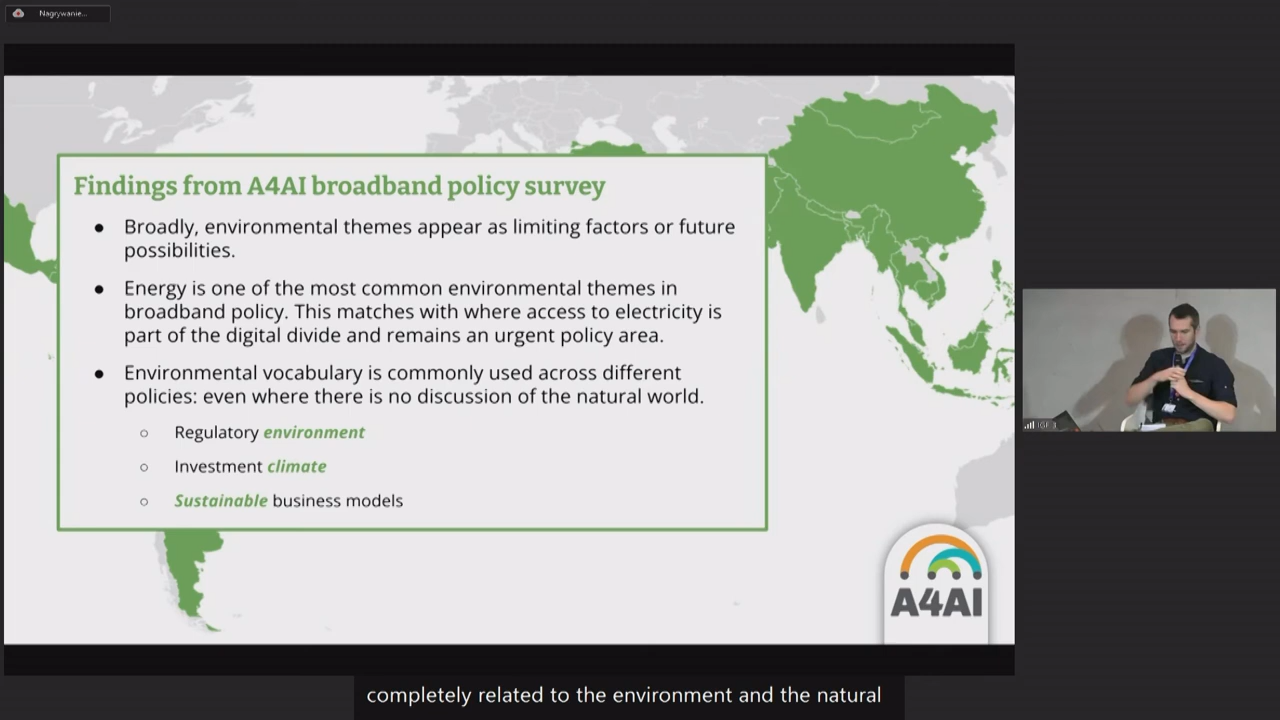 Nagrywanie...
Findings from A4AI broadband policy survey
● Broadly, environmental themes appear as limiting factors or future
possibilities.
● Energy is one of the most common environmental themes in
broadband policy. This matches with where access to electricity is
part of the digital divide and remains an urgent policy area.
● Environmental vocabulary is commonly used across different
policies: even where there is no discussion of the natural world.
○ Regulatory environment
○ Investment climate
○ Sustainable business models
A4AI
IGF 3
completely related to the environment and the natural